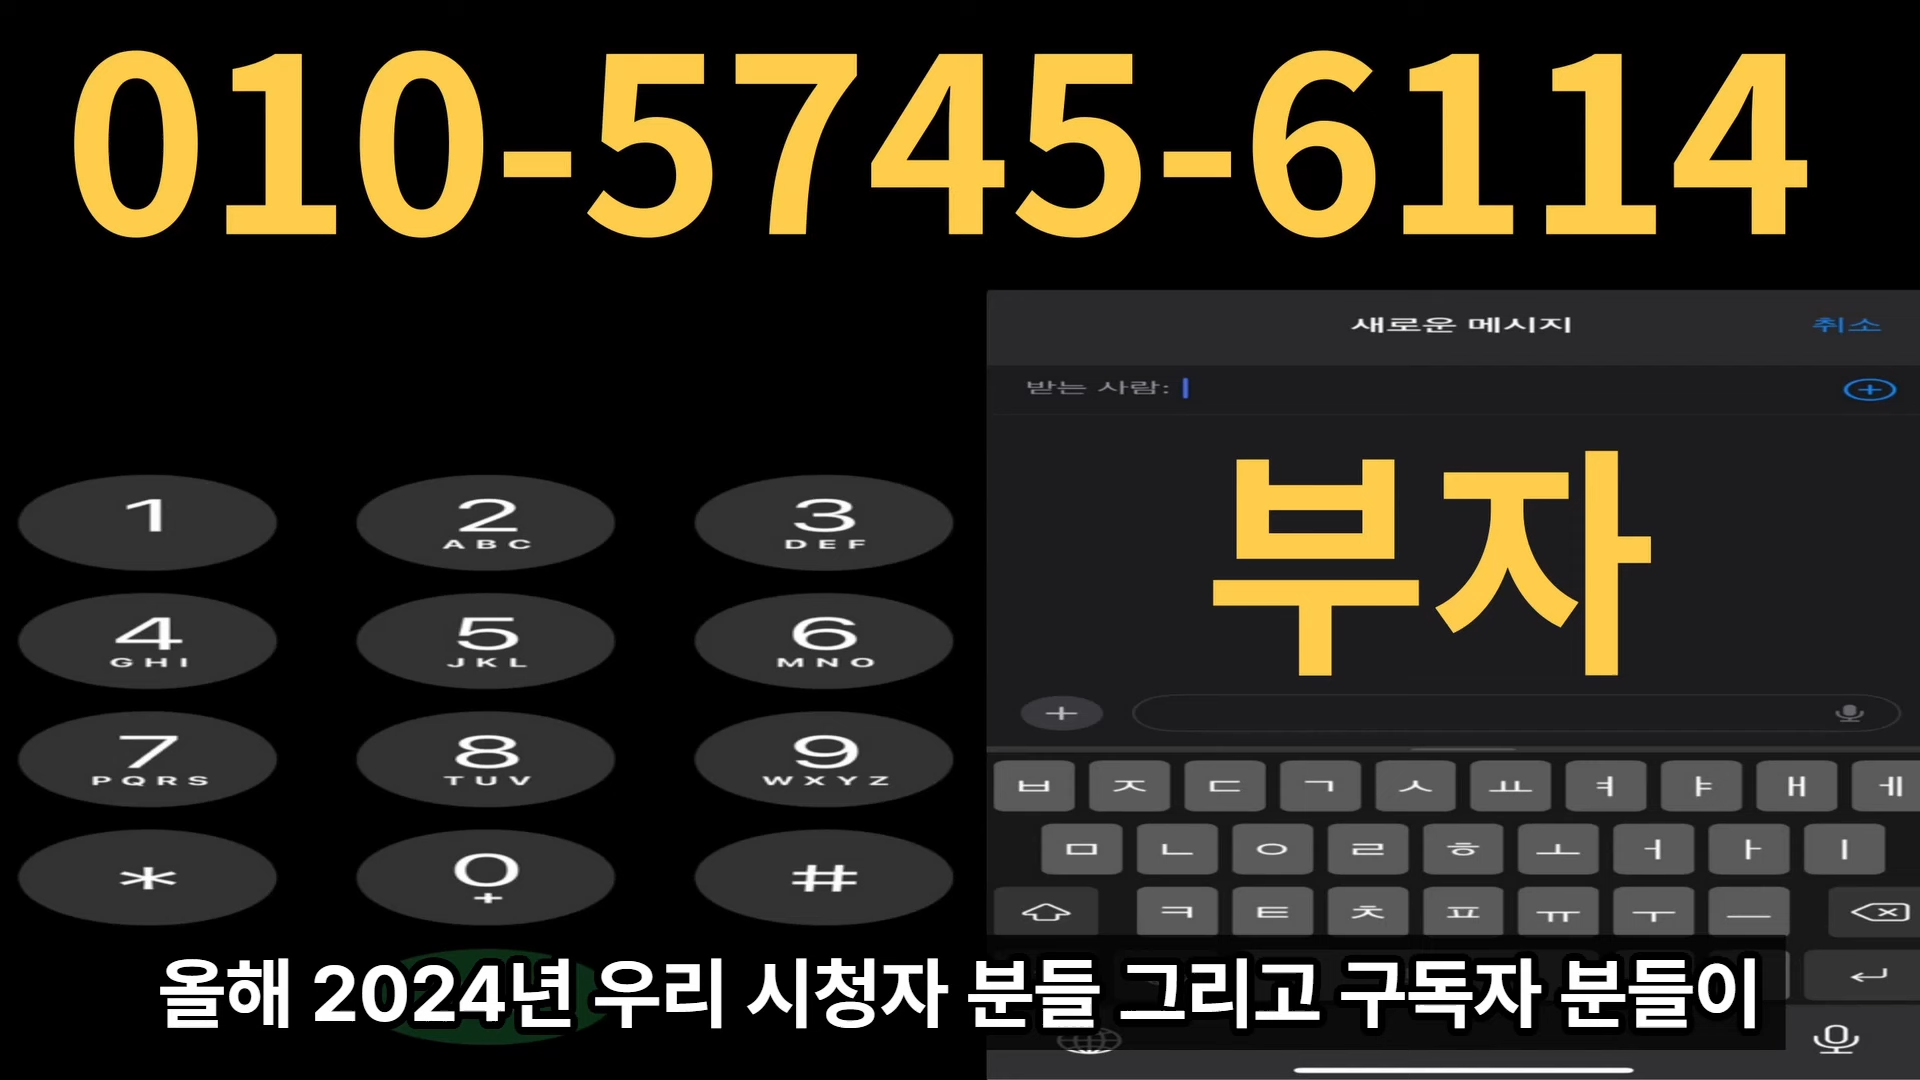 010-5745-6114
새로운 메시지 취소
받는 사람:
부자
1
2 ABC
3 DEF
4 GHI
5 JKL
6 MNO
7 PQRS
8 TUV
9 WXYZ
*
0 +
#
ㅂ ㅈ ㄷ ㄱ ㅅ ㅛ ㅕ ㅑ ㅐ ㅔ
ㅁ ㄴ ㅇ ㄹ ㅎ ㅗ ㅓ ㅏ ㅣ
ㅋ ㅌ ㅊ ㅍ ㅠ ㅜ ㅡ
올해 2024년 우리 시청자 분들 그리고 구독자 분들이